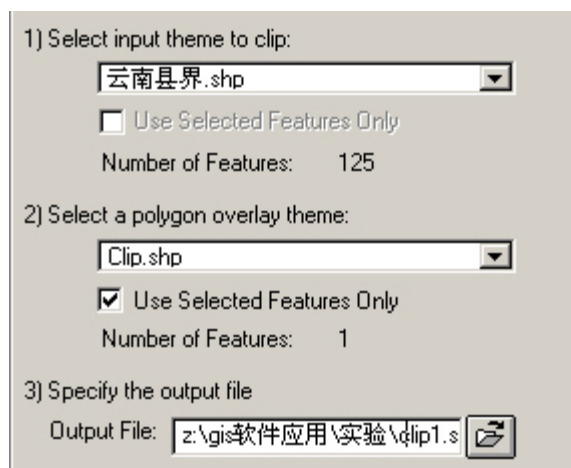 1) Select input theme to clip:
云南县界.shp
Use Selected Features Only
Number of Features: 125
2) Select a polygon overlay theme:
Clip.shp
Use Selected Features Only
Number of Features: 1
3) Specify the output file
Output File: z:\gis软件应用\实验\clip1.s